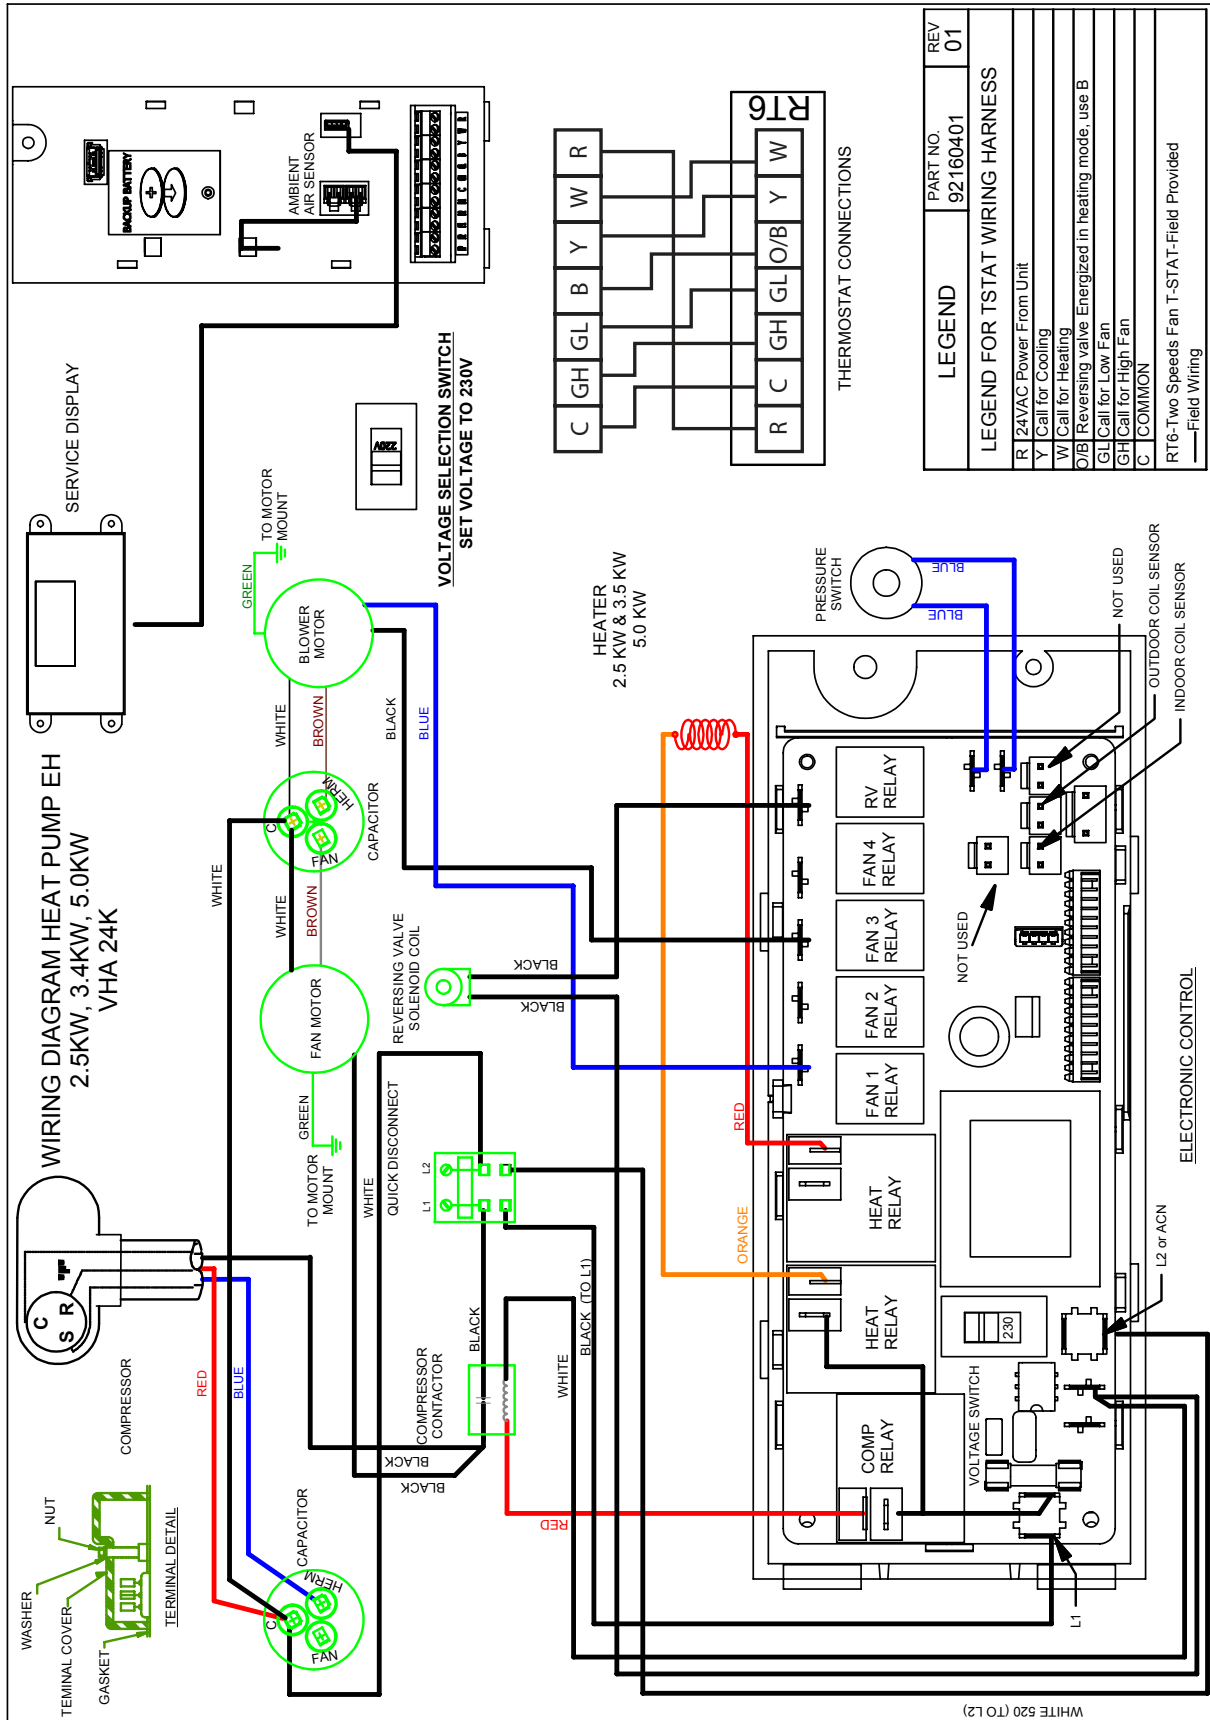 WIRING DIAGRAM HEAT PUMP EH
2.5KW, 3.4KW, 5.0KW
VHA 24K
SERVICE DISPLAY
BACKUP BATTERY
+
AMBIENT
AIR SENSOR
COMPRESSOR
C
S R
RED
BLUE
NUT
WASHER
TEMINAL COVER
GASKET
TERMINAL DETAIL
CAPACITOR
C
HERM
FAN
WHITE
WHITE
BROWN
FAN MOTOR
GREEN
TO MOTOR
MOUNT
C
HERM
FAN
CAPACITOR
WHITE
BROWN
BLOWER
MOTOR
GREEN
TO MOTOR
MOUNT
BLACK
BLUE
220V
VOLTAGE SELECTION SWITCH
SET VOLTAGE TO 230V
REVERSING VALVE
SOLENOID COIL
BLACK
BLACK
WHITE
QUICK DISCONNECT
L1
L2
COMPRESSOR
CONTACTOR
BLACK
BLACK
BLACK
WHITE
BLACK (TO L1)
RED
ORANGE
RED
HEATER
2.5 KW & 3.5 KW
5.0 KW
C GH GL B Y W R
R C GH GL O/B Y W
RT6
THERMOSTAT CONNECTIONS
PRESSURE
SWITCH
BLUE
BLUE
COMP
RELAY
HEAT
RELAY
HEAT
RELAY
FAN 1
RELAY
FAN 2
RELAY
FAN 3
RELAY
FAN 4
RELAY
RV
RELAY
VOLTAGE SWITCH
230
NOT USED
NOT USED
OUTDOOR COIL SENSOR
INDOOR COIL SENSOR
L1
L2 or ACN
ELECTRONIC CONTROL
WHITE 520 (TO L2)
LEGEND
PART NO.
92160401
REV
01
LEGEND FOR TSTAT WIRING HARNESS
R 24VAC Power From Unit
Y Call for Cooling
W Call for Heating
O/B Reversing valve Energized in heating mode, use B
GL Call for Low Fan
GH Call for High Fan
C COMMON
RT6-Two Speeds Fan T-STAT-Field Provided
Field Wiring